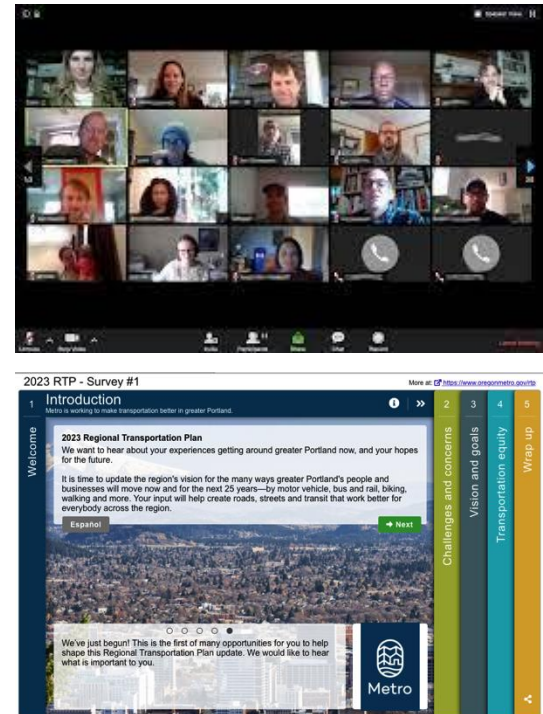 Speaker View
Invite
Participants
Share
Chat
Record
2023 RTP - Survey #1
More at: https://www.oregonmetro.gov/rtp
1
Introduction
Metro is working to make transportation better in greater Portland.
Welcome
2023 Regional Transportation Plan
We want to hear about your experiences getting around greater Portland now, and your hopes
for the future.
It is time to update the region's vision for the many ways greater Portland's people and
businesses will move now and for the next 25 years—by motor vehicle, bus and rail, biking,
walking and more. Your input will help create roads, streets and transit that work better for
everybody across the region.
Español
Next
We've just begun! This is the first of many opportunities for you to help
shape this Regional Transportation Plan update. We would like to hear
what is important to you.
Metro
2
Challenges and concerns
3
Vision and goals
4
Transportation equity
5
Wrap up